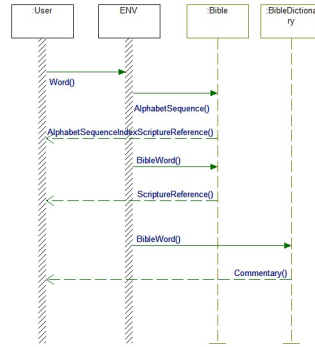 :User
ENV
:Bible
:BibleDictiona
ry
Word()
AlphabetSequence()
AlphabetSequenceIndexScriptureReference()
BibleWord()
ScriptureReference()
BibleWord()
Commentary()